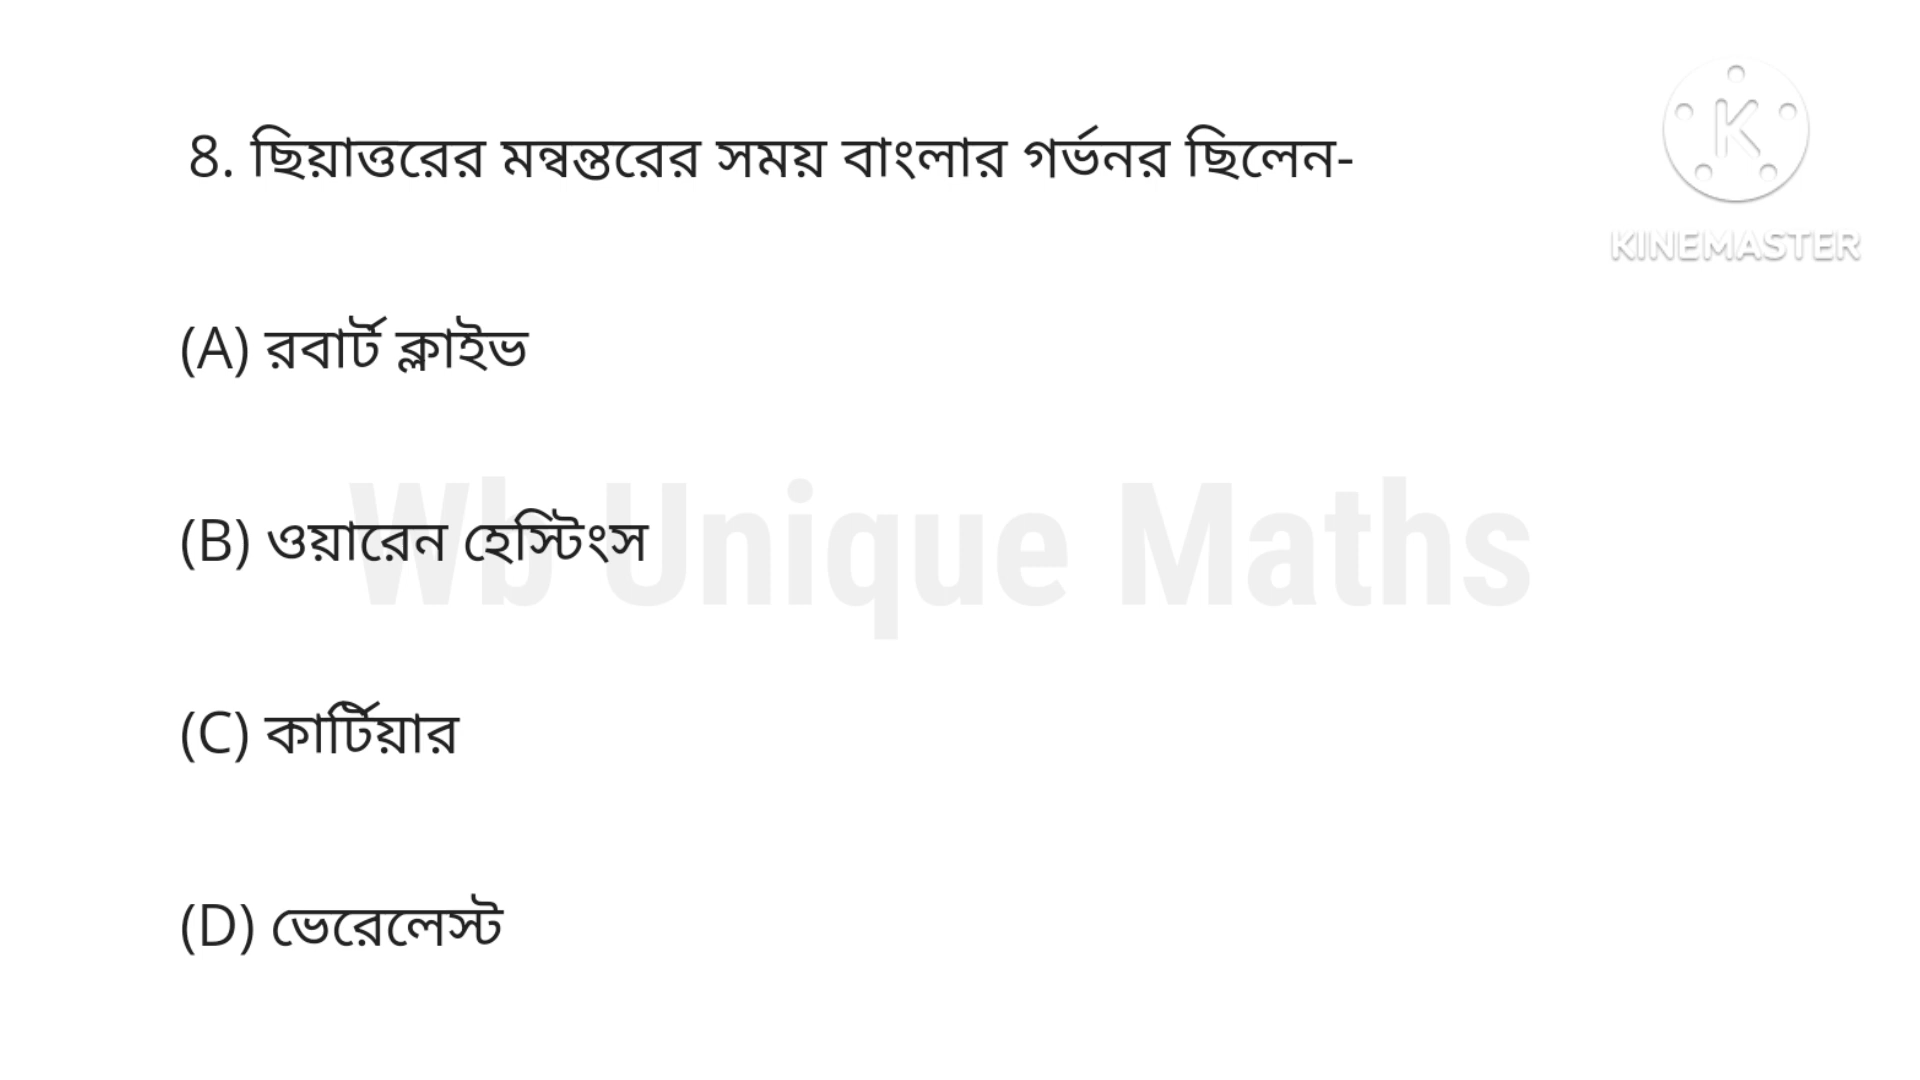 8. ছিয়াত্তরের মন্বন্তরের সময় বাংলার গর্ভনর ছিলেন-
KINEMASTER
(A) রবার্ট ক্লাইভ
(B) ওয়ারেন হেস্টিংস
Wb Unique Maths
(C) কার্টিয়ার
(D) ভেরেলেস্ট